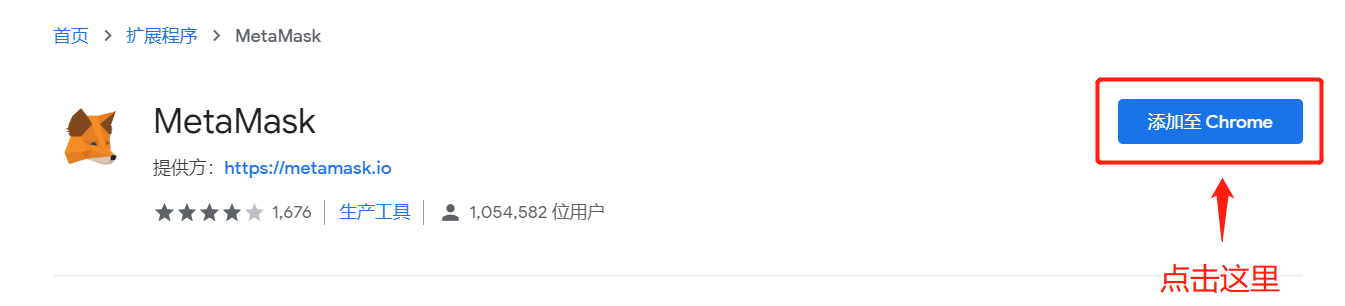 首页 > 扩展程序 > MetaMask
MetaMask
添加至 Chrome
提供方：https://metamask.io
1,676 生产工具 1,054,582 位用户
点击这里